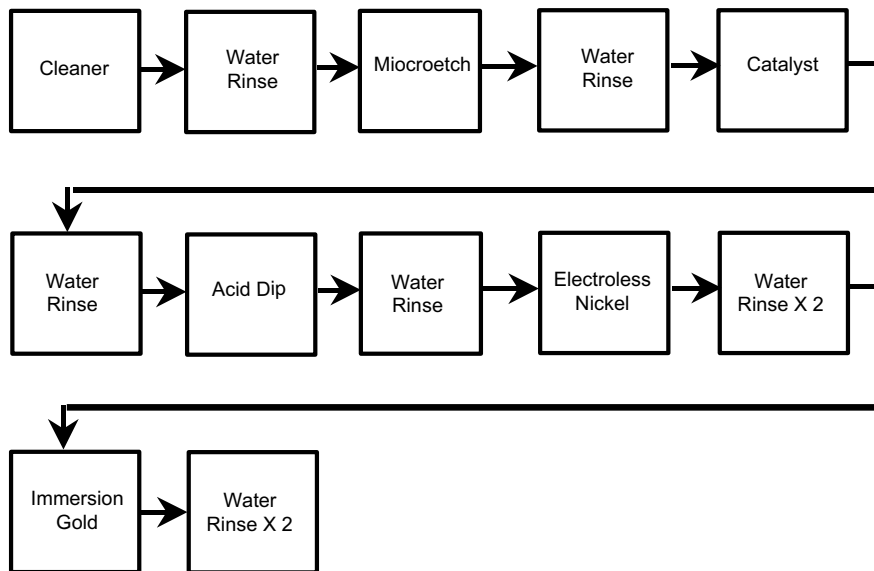 Cleaner
Water
Rinse
Miocroetch
Water
Rinse
Catalyst
Water
Rinse
Acid Dip
Water
Rinse
Electroless
Nickel
Water
Rinse X 2
Immersion
Gold
Water
Rinse X 2